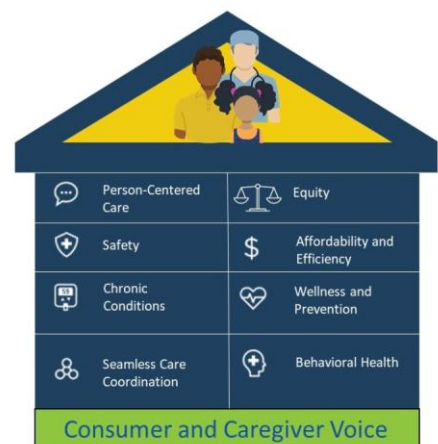 Person-Centered
Care
Equity
Safety
$
Affordability and
Efficiency
Chronic
Conditions
Wellness and
Prevention
Seamless Care
Coordination
Behavioral Health
Consumer and Caregiver Voice